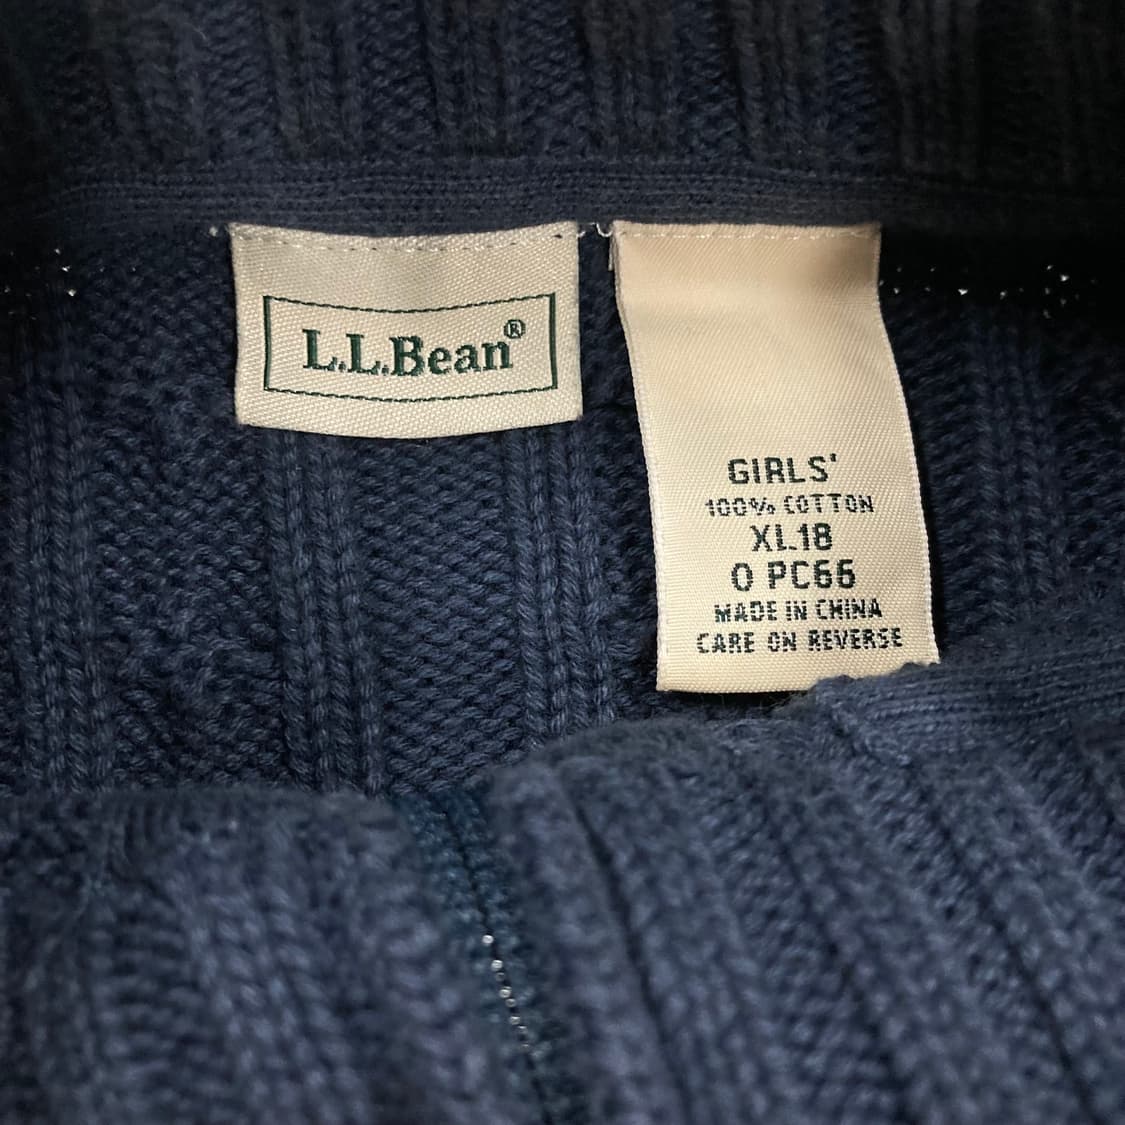 L.L.Bean®
GIRLS'
100% COTTON
XL18
0 PC66
MADE IN CHINA
CARE ON REVERSE